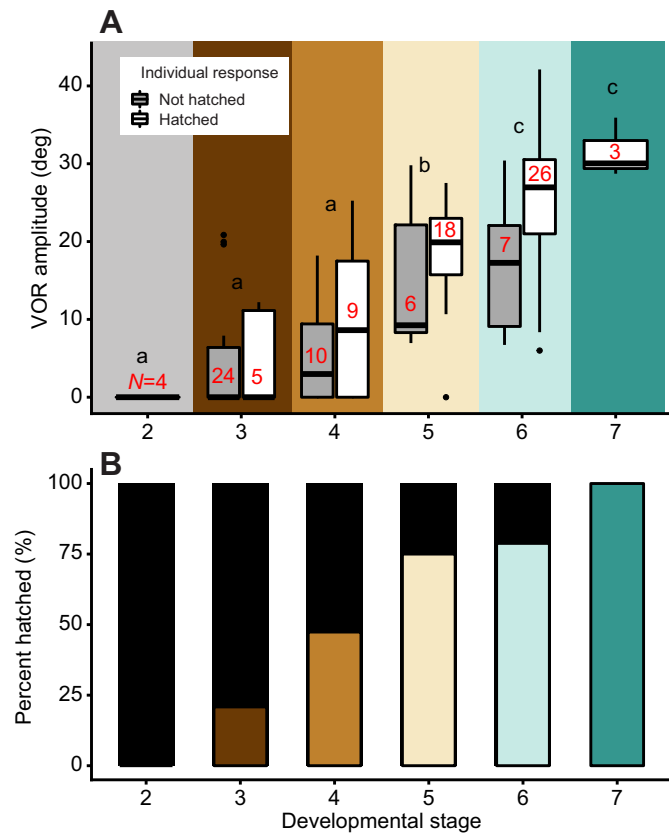 A
VOR amplitude (deg)
40
30
20
10
0
Individual response
Not hatched
Hatched
a
N=4
a
24
5
a
10
9
b
6
18
c
7
26
c
3
2 3 4 5 6 7
B
Percent hatched (%)
100
75
50
25
0
2 3 4 5 6 7
Developmental stage